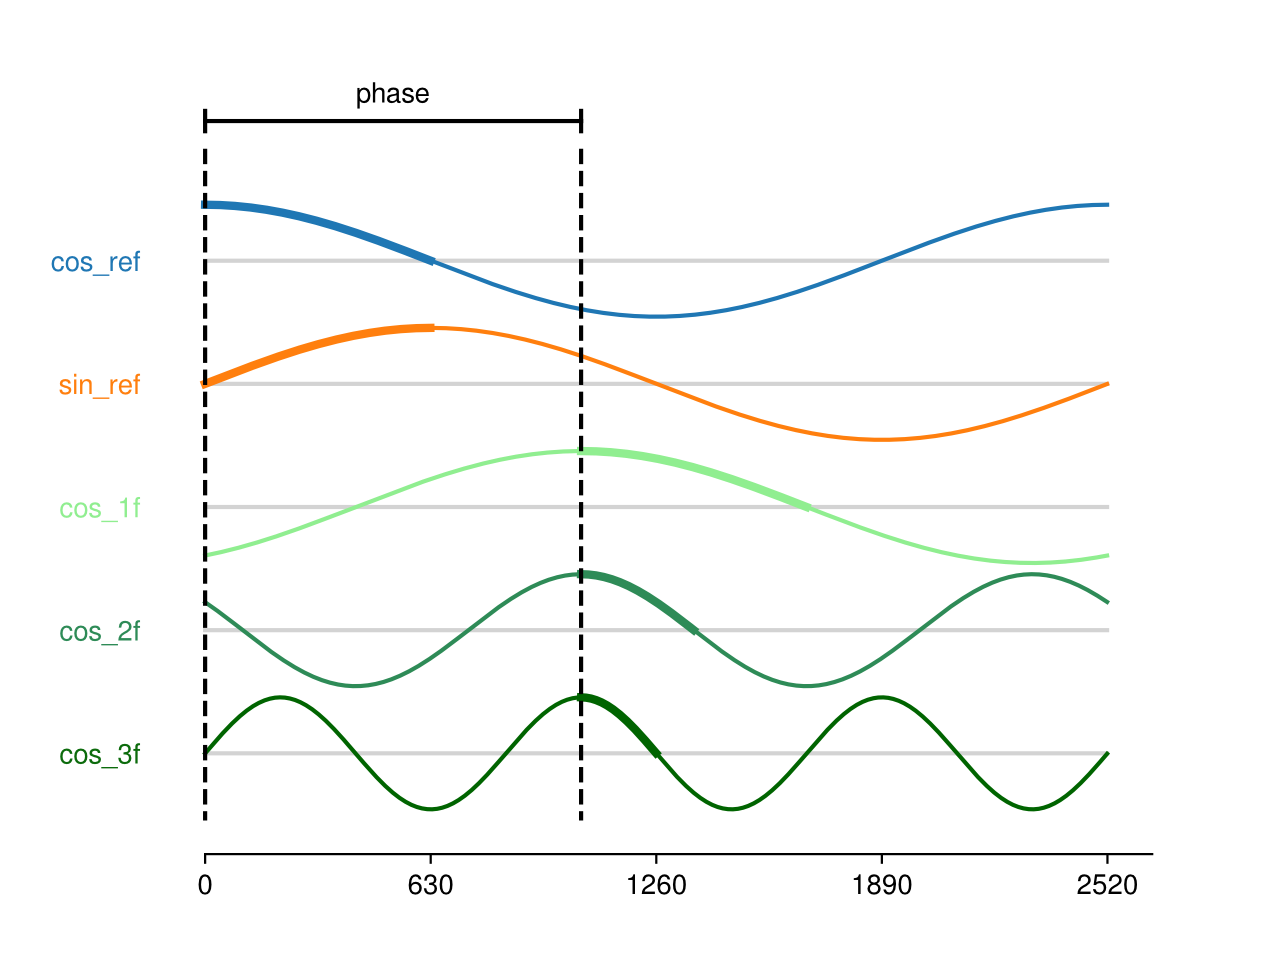 phase
cos_ref
sin_ref
cos_1f
cos_2f
cos_3f
0 630 1260 1890 2520